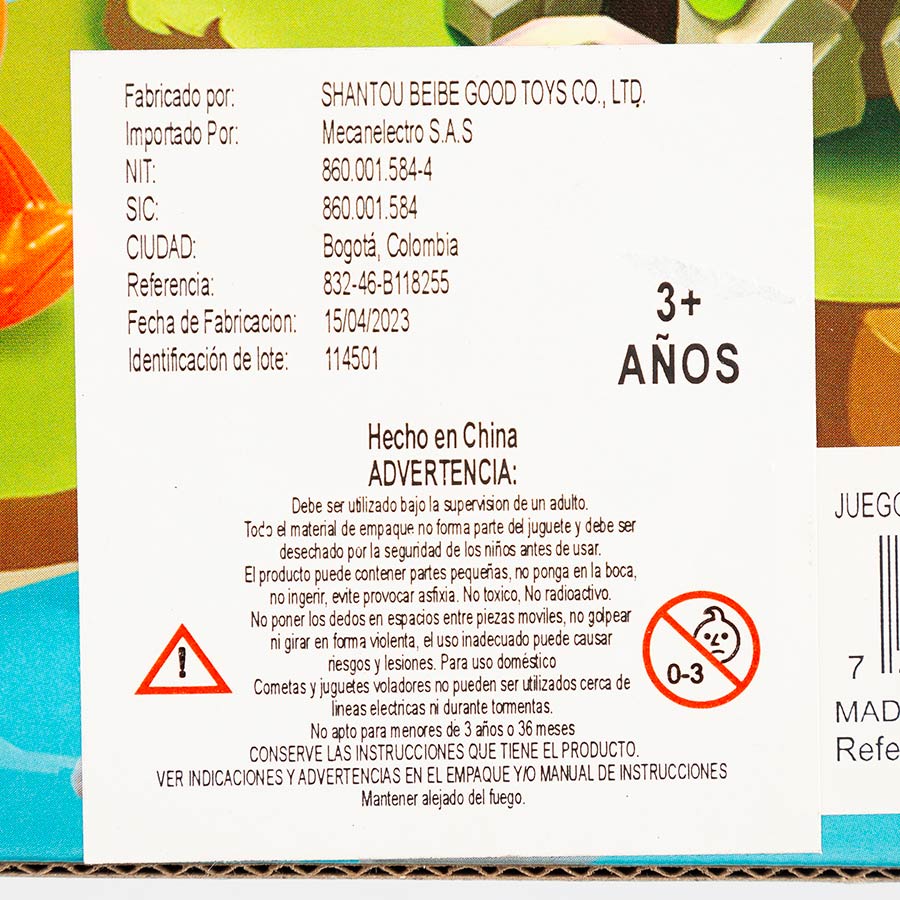 Fabricado por: SHANTOU BEIBE GOOD TOYS CO., LTD.
Importado Por: Mecanelectro S.A.S
NIT: 860.001.584-4
SIC: 860.001.584
CIUDAD: Bogotá, Colombia
Referencia: 832-46-B118255
Fecha de Fabricacion: 15/04/2023
Identificación de lote: 114501
3+
AÑOS
Hecho en China
ADVERTENCIA:
Debe ser utilizado bajo la supervision de un adulto.
Todo el material de empaque no forma parte del juguete y debe ser
desechado por la seguridad de los niños antes de usar.
El producto puede contener partes pequeñas, no ponga en la boca,
no ingerir, evite provocar asfixia. No toxico, No radioactivo.
No poner los dedos en espacios entre piezas moviles, no golpear
ni girar en forma violenta, el uso inadecuado puede causar
riesgos y lesiones. Para uso doméstico
Cometas y juguetes voladores no pueden ser utilizados cerca de
lineas electricas ni durante tormentas.
No apto para menores de 3 años o 36 meses
CONSERVE LAS INSTRUCCIONES QUE TIENE EL PRODUCTO.
VER INDICACIONES Y ADVERTENCIAS EN EL EMPAQUE Y/O MANUAL DE INSTRUCCIONES
Mantener alejado del fuego.
!
0-3
JUEGO
7
MAD
Refe